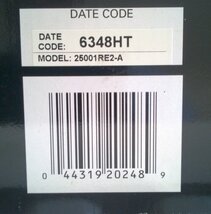 DATE CODE
DATE
CODE: 6348HT
MODEL: 25001RE2-A
0 44319 20248 9